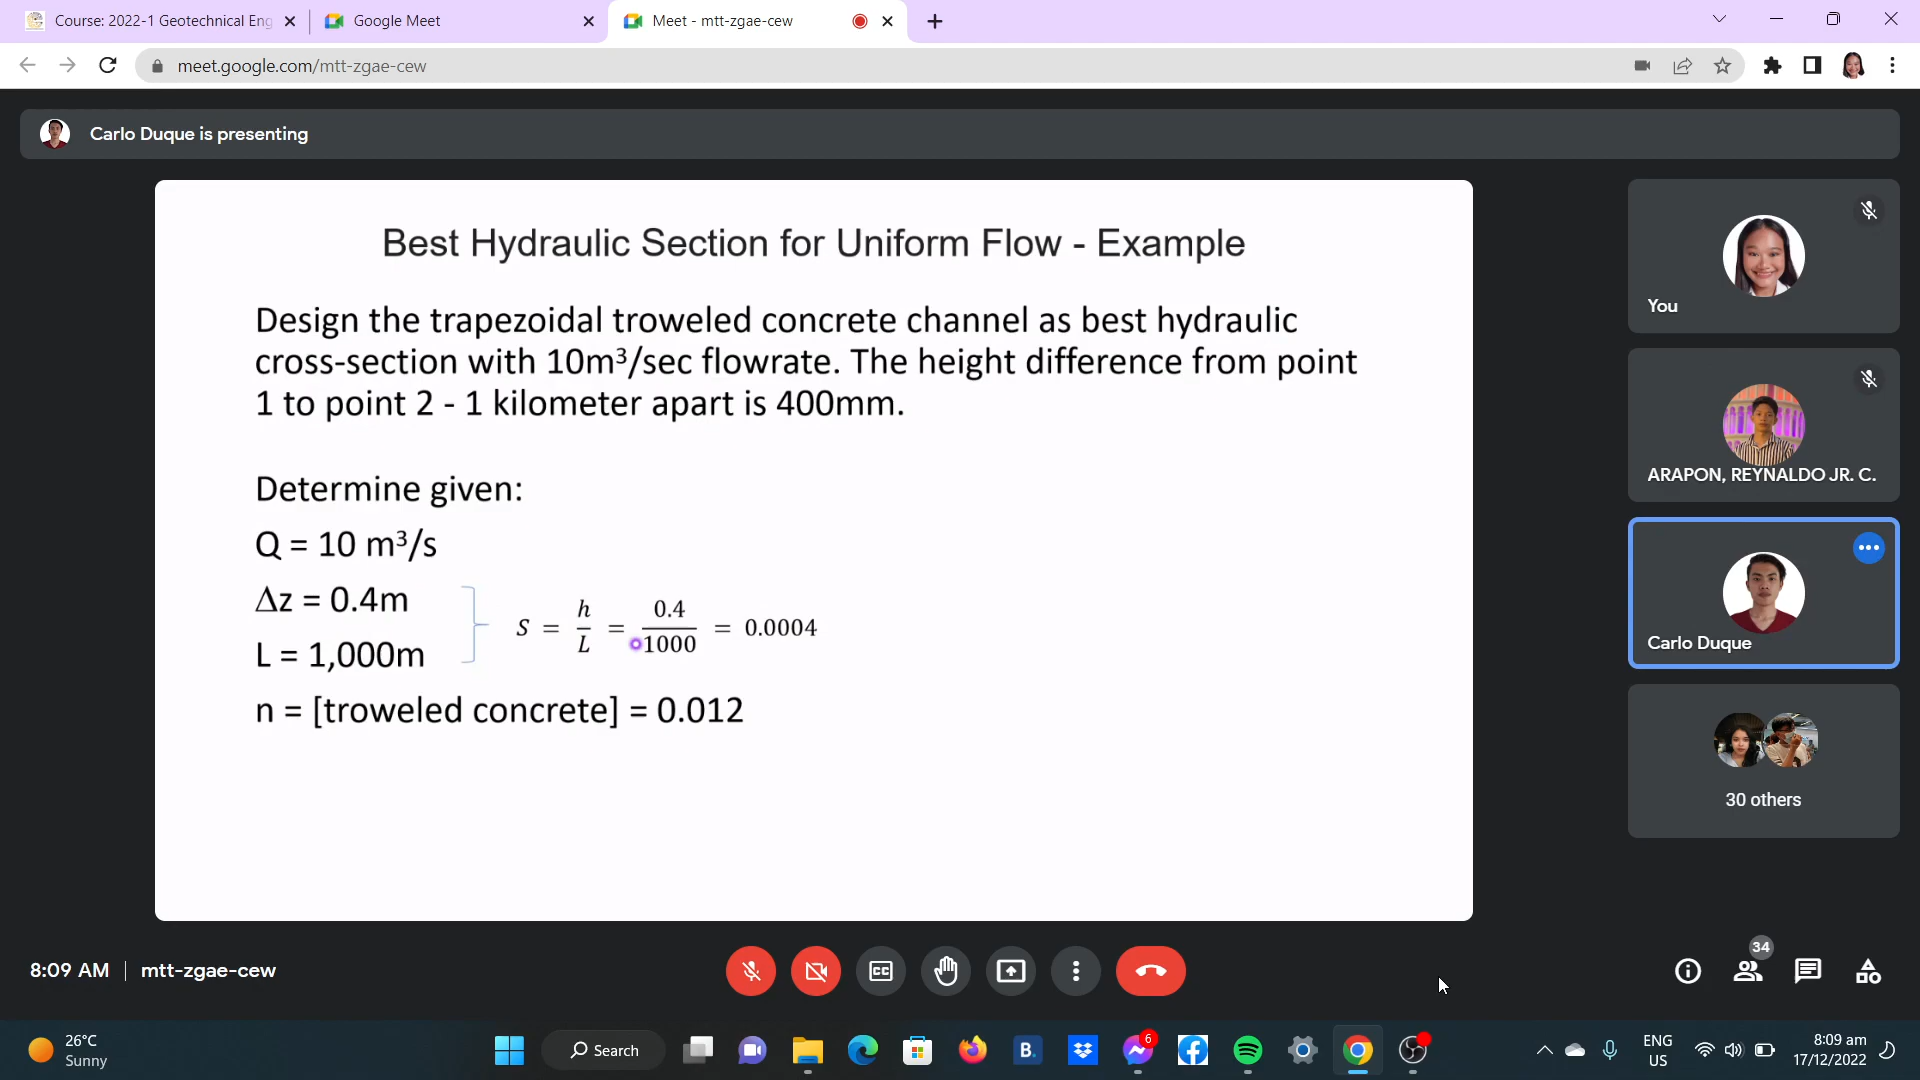 Course: 2022-1 Geotechnical Eng
Google Meet
Meet - mtt-zgae-cew
meet.google.com/mtt-zgae-cew
Carlo Duque is presenting
Best Hydraulic Section for Uniform Flow - Example
Design the trapezoidal troweled concrete channel as best hydraulic
cross-section with 10m³/sec flowrate. The height difference from point
1 to point 2 - 1 kilometer apart is 400mm.
Determine given:
Q = 10 m³/s
Δz = 0.4m
L = 1,000m
S = h/L = 0.4/1000 = 0.0004
n = [troweled concrete] = 0.012
You
ARAPON, REYNALDO JR. C.
Carlo Duque
30 others
8:09 AM | mtt-zgae-cew
CC
34
26°C
Sunny
Search
B.
6
ENG
US
8:09 am
17/12/2022